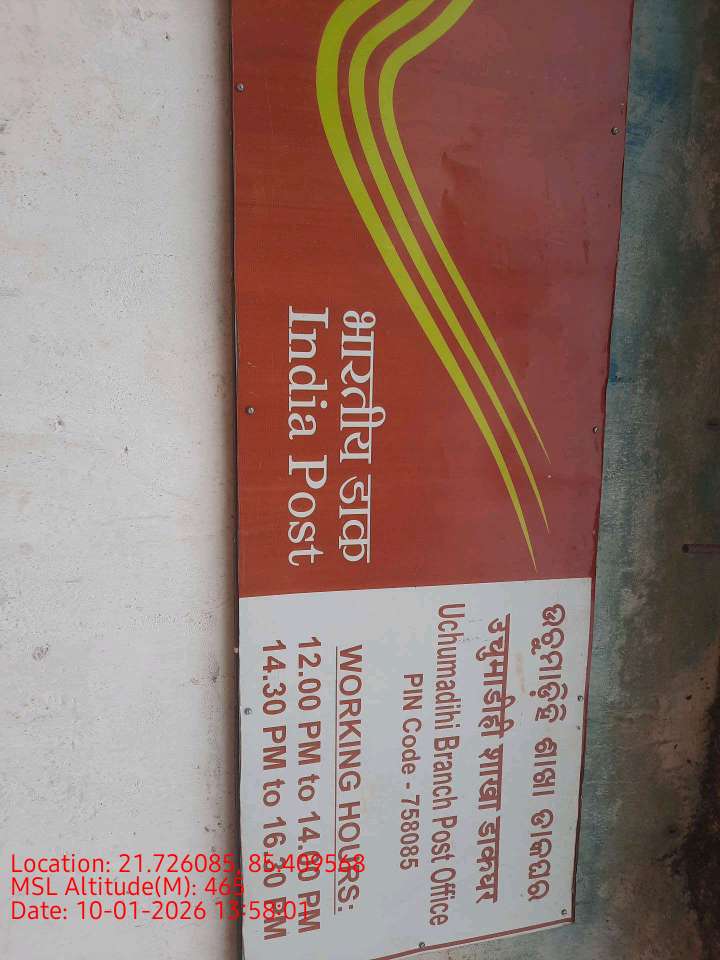 भारतीय डाक
India Post
ଉଚୁମାଡିହି ଶାଖା ଡାକଘର
उचुमाडीही शाखा डाकघर
Uchumadihi Branch Post Office
PIN Code - 758085
WORKING HOURS:
12.00 PM to 14.00 PM
14.30 PM to 16.30 PM
Location: 21.726085, 85.409568
MSL Altitude(M): 465
Date: 10-01-2026 13:58:01